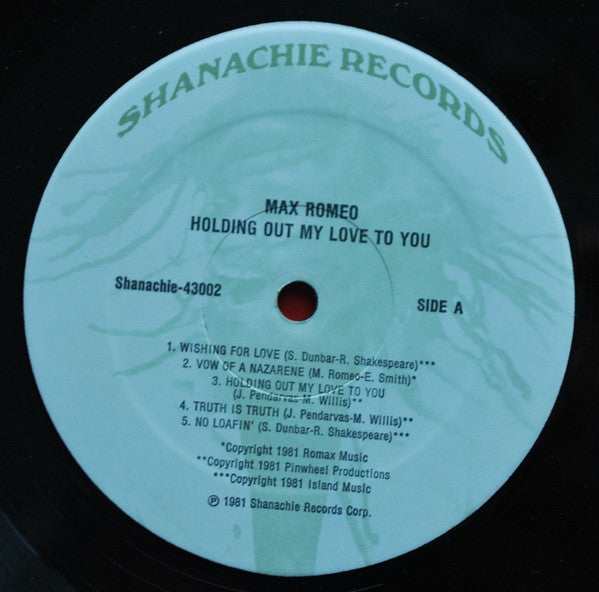 SHANACHIE RECORDS
MAX ROMEO
HOLDING OUT MY LOVE TO YOU
Shanachie-43002
SIDE A
1. WISHING FOR LOVE (S. Dunbar-R. Shakespeare)***
2. VOW OF A NAZARENE (M. Romeo-E. Smith)*
3. HOLDING OUT MY LOVE TO YOU
(J. Pendarvas-M. Willis)**
4. TRUTH IS TRUTH (J. Pendarvas-M. Willis)**
5. NO LOAFIN' (S. Dunbar-R. Shakespeare)***
*Copyright 1981 Romax Music
**Copyright 1981 Pinwheel Productions
***Copyright 1981 Island Music
℗ 1981 Shanachie Records Corp.